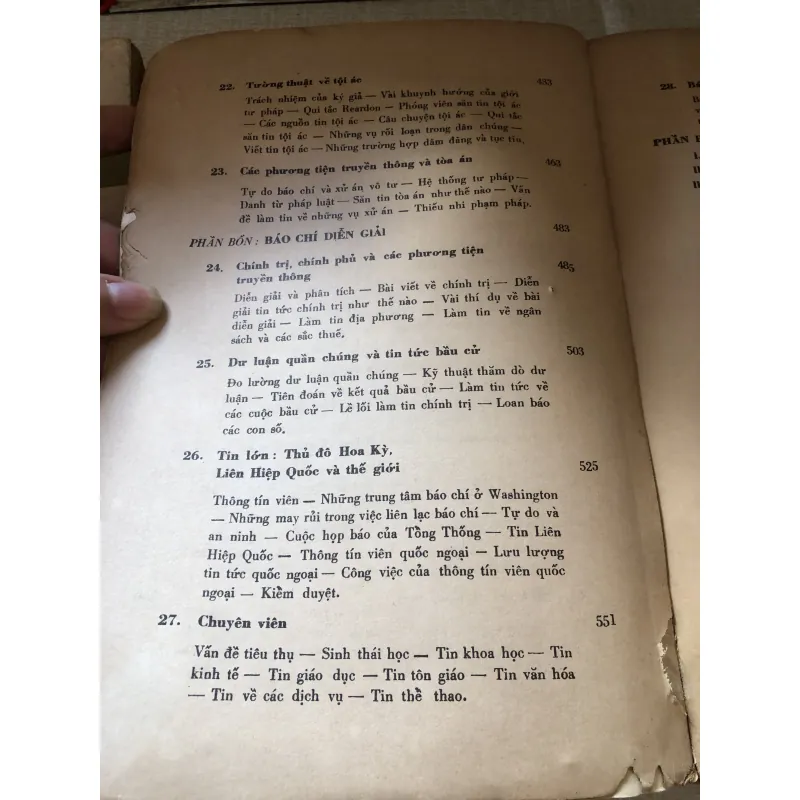 22. Tường thuật về tội ác 453
Trách nhiệm của ký giả — Vài khuynh hướng của giới
tư pháp — Qui tắc Reardon — Phóng viên săn tin tội ác
— Các nguồn tin tội ác — Câu chuyện tội ác — Qui tắc
săn tin tội ác — Những vụ rối loạn trong dân chúng —
Viết tin tội ác — Những trường hợp dâm đãng và tục tĩu.
23. Các phương tiện truyền thông và tòa án 463
Tự do báo chí và xử án vô tư — Hệ thống tư pháp —
Danh từ pháp luật — Săn tin tòa án như thế nào — Vấn
đề làm tin về những vụ xử án — Thiếu nhi phạm pháp.
PHẦN BỐN : BÁO CHÍ DIỄN GIẢI 483
24. Chính trị, chính phủ và các phương tiện
truyền thông 485
Diễn giải và phân tích — Bài viết về chính trị — Diễn
giải tin tức chính trị như thế nào — Vài thí dụ về bài
diễn giải — Làm tin địa phương — Làm tin về ngân
sách và các sắc thuế.
25. Dư luận quần chúng và tin tức bầu cử 503
Đo lường dư luận quần chúng — Kỹ thuật thăm dò dư
luận — Tiên đoán về kết quả bầu cử — Làm tin tức về
các cuộc bầu cử — Lề lối làm tin chính trị — Loan báo
các con số.
26. Tin lớn : Thủ đô Hoa Kỳ,
Liên Hiệp Quốc và thế giới 525
Thông tín viên — Những trung tâm báo chí ở Washington
— Những may rủi trong việc liên lạc báo chí — Tự do và
an ninh — Cuộc họp báo của Tổng Thống — Tin Liên
Hiệp Quốc — Thông tín viên quốc ngoại — Lưu lượng
tin tức quốc ngoại — Công việc của thông tín viên quốc
ngoại — Kiểm duyệt.
27. Chuyên viên 551
Vấn đề tiêu thụ — Sinh thái học — Tin khoa học — Tin
kinh tế — Tin giáo dục — Tin tôn giáo — Tin văn hóa
— Tin về các dịch vụ — Tin thể thao.
28.
PHẦN